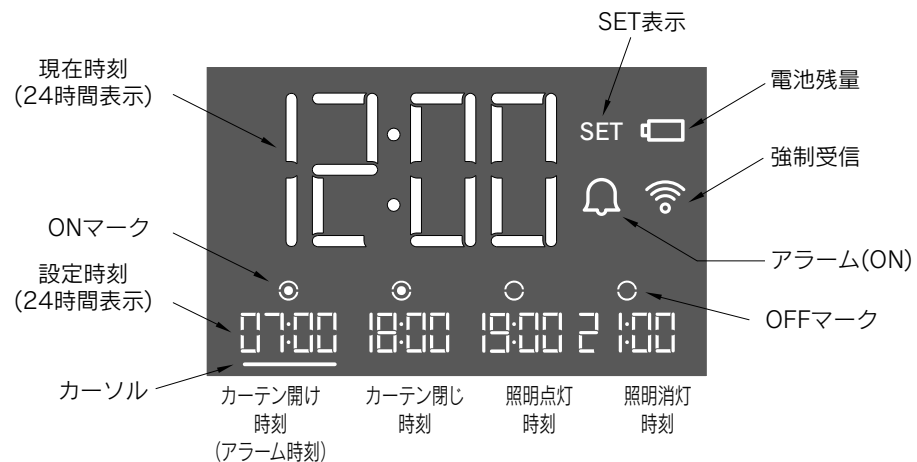 SET表示
現在時刻
(24時間表示)
電池残量
12:00
SET
強制受信
ONマーク
アラーム(ON)
設定時刻
(24時間表示)
OFFマーク
07:00 18:00 19:00 21:00
カーソル
カーテン開け
時刻
(アラーム時刻)
カーテン閉じ
時刻
照明点灯
時刻
照明消灯
時刻